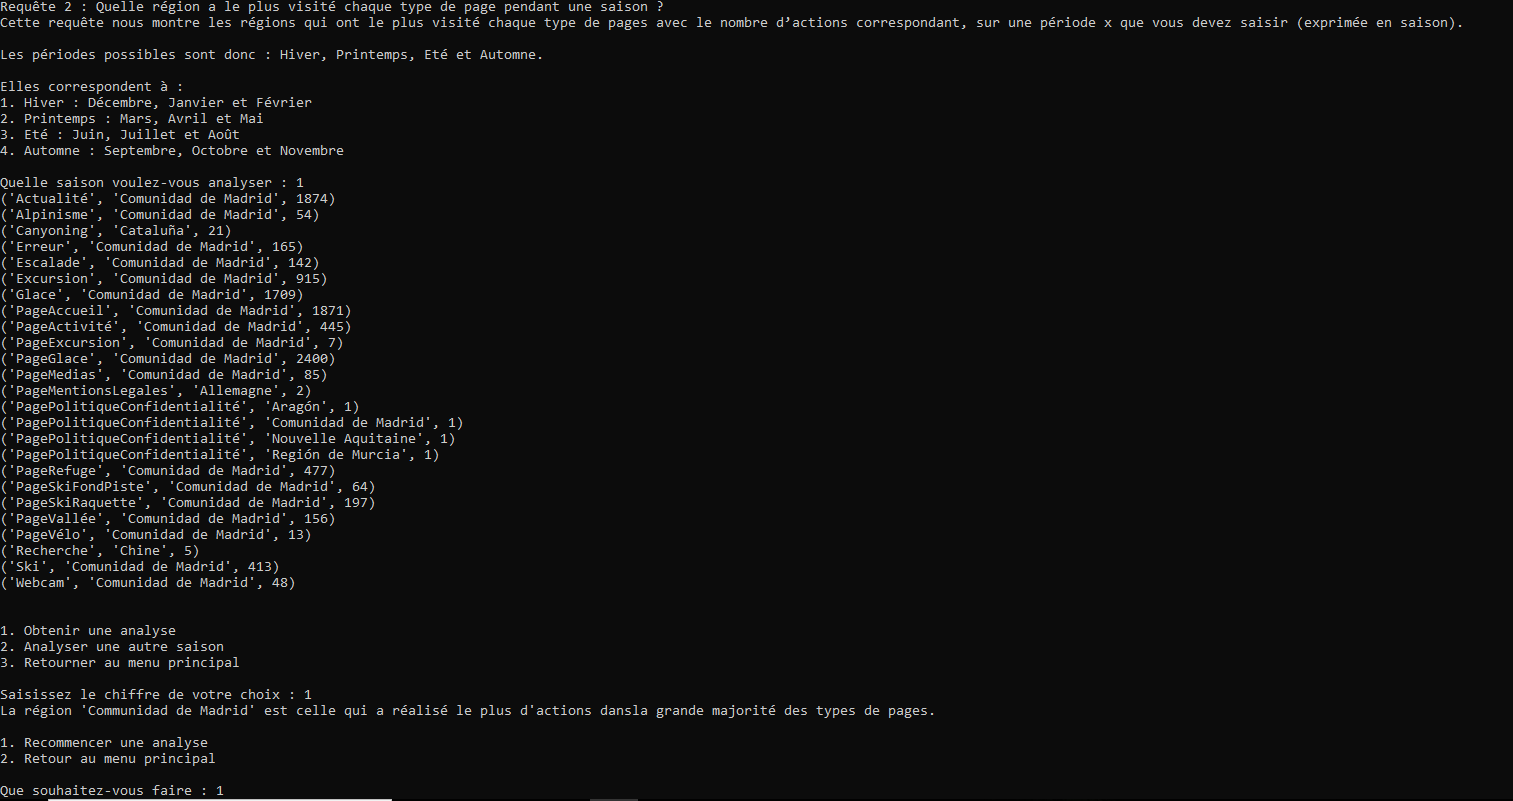 Requête 2 : Quelle région a le plus visité chaque type de page pendant une saison ?
Cette requête nous montre les régions qui ont le plus visité chaque type de pages avec le nombre d’actions correspondant, sur une période x que vous devez saisir (exprimée en saison).
Les périodes possibles sont donc : Hiver, Printemps, Eté et Automne.
Elles correspondent à :
1. Hiver : Décembre, Janvier et Février
2. Printemps : Mars, Avril et Mai
3. Eté : Juin, Juillet et Août
4. Automne : Septembre, Octobre et Novembre
Quelle saison voulez-vous analyser : 1
('Actualité', 'Comunidad de Madrid', 1874)
('Alpinisme', 'Comunidad de Madrid', 54)
('Canyoning', 'Cataluña', 21)
('Erreur', 'Comunidad de Madrid', 165)
('Escalade', 'Comunidad de Madrid', 142)
('Excursion', 'Comunidad de Madrid', 915)
('Glace', 'Comunidad de Madrid', 1709)
('PageAccueil', 'Comunidad de Madrid', 1871)
('PageActivité', 'Comunidad de Madrid', 445)
('PageExcursion', 'Comunidad de Madrid', 7)
('PageGlace', 'Comunidad de Madrid', 2400)
('PageMedias', 'Comunidad de Madrid', 85)
('PageMentionsLegales', 'Allemagne', 2)
('PagePolitiqueConfidentialité', 'Aragón', 1)
('PagePolitiqueConfidentialité', 'Comunidad de Madrid', 1)
('PagePolitiqueConfidentialité', 'Nouvelle Aquitaine', 1)
('PagePolitiqueConfidentialité', 'Región de Murcia', 1)
('PageRefuge', 'Comunidad de Madrid', 477)
('PageSkiFondPiste', 'Comunidad de Madrid', 64)
('PageSkiRaquette', 'Comunidad de Madrid', 197)
('PageVallée', 'Comunidad de Madrid', 156)
('PageVélo', 'Comunidad de Madrid', 13)
('Recherche', 'Chine', 5)
('Ski', 'Comunidad de Madrid', 413)
('Webcam', 'Comunidad de Madrid', 48)
1. Obtenir une analyse
2. Analyser une autre saison
3. Retourner au menu principal
Saisissez le chiffre de votre choix : 1
La région 'Communidad de Madrid' est celle qui a réalisé le plus d'actions dansla grande majorité des types de pages.
1. Recommencer une analyse
2. Retour au menu principal
Que souhaitez-vous faire : 1